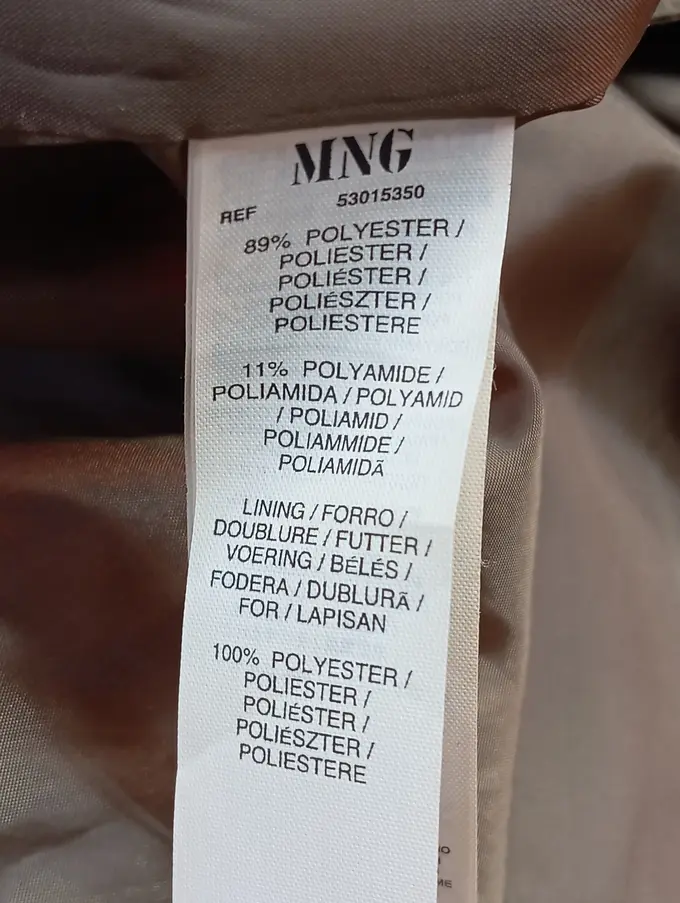 MNG
REF 53015350
89% POLYESTER /
POLIESTER /
POLIÉSTER /
POLIÉSZTER /
POLIESTERE
11% POLYAMIDE /
POLIAMIDA / POLYAMID
/ POLIAMID /
POLIAMMIDE /
POLIAMIDĂ
LINING / FORRO /
DOUBLURE / FUTTER /
VOERING / BÉLÉS /
FODERA / DUBLURĂ /
FOR / LAPISAN
100% POLYESTER /
POLIESTER /
POLIÉSTER /
POLIÉSZTER /
POLIESTERE